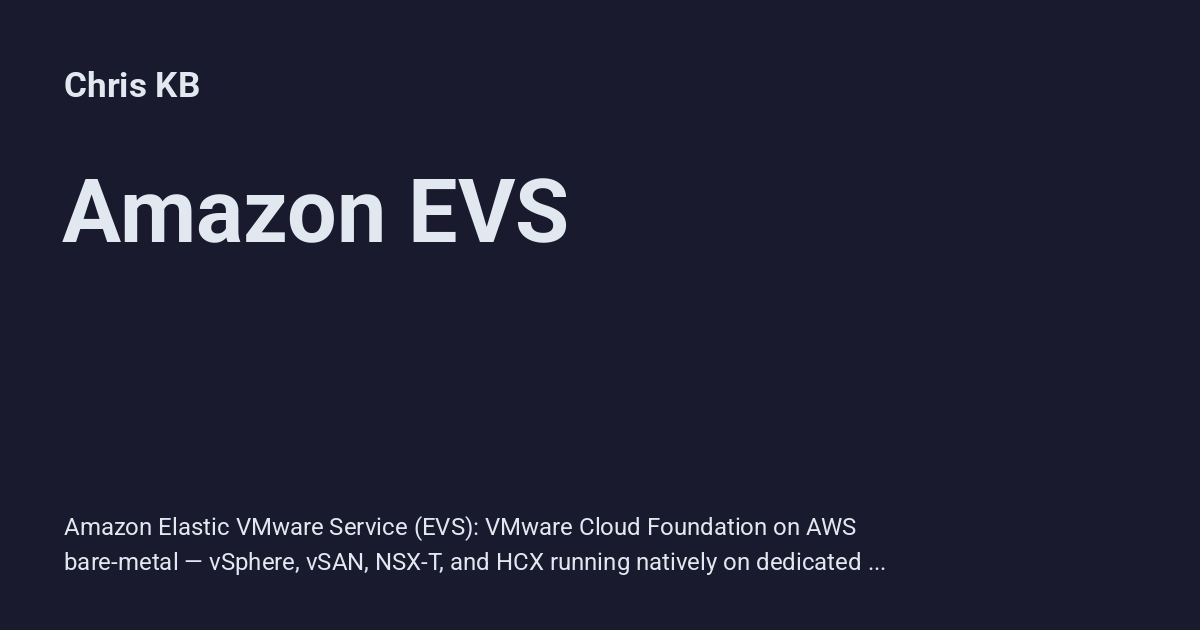 Chris KB
Amazon EVS
Amazon Elastic VMware Service (EVS): VMware Cloud Foundation on AWS
bare-metal — vSphere, vSAN, NSX-T, and HCX running natively on dedicated ...